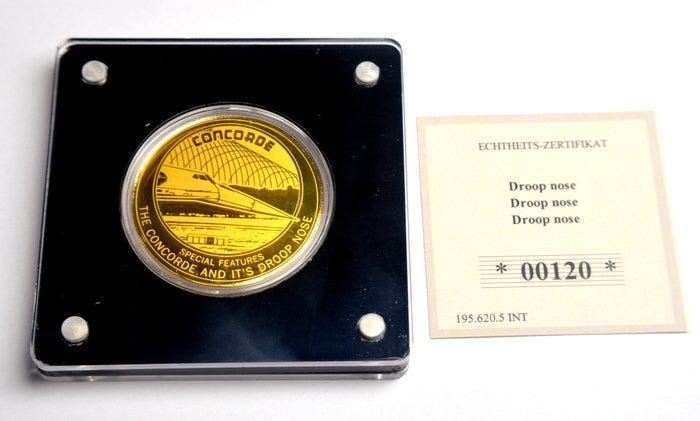 CONCORDE
SPECIAL FEATURES
THE CONCORDE AND IT'S DROOP NOSE
ECHTHEITS-ZERTIFIKAT
Droop nose
Droop nose
Droop nose
* 00120 *
195.620.5 INT